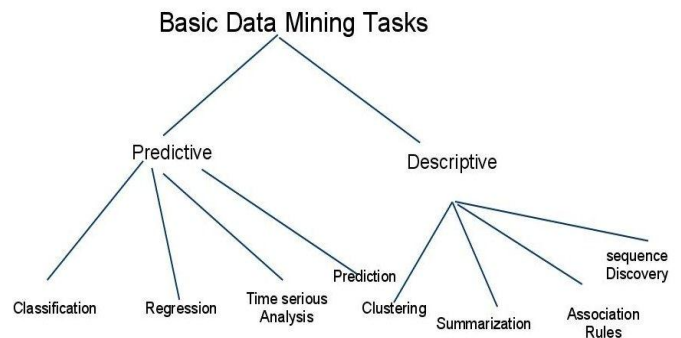 Basic Data Mining Tasks
Predictive
Descriptive
Classification
Regression
Time serious
Analysis
Prediction
Clustering
Summarization
Association
Rules
sequence
Discovery